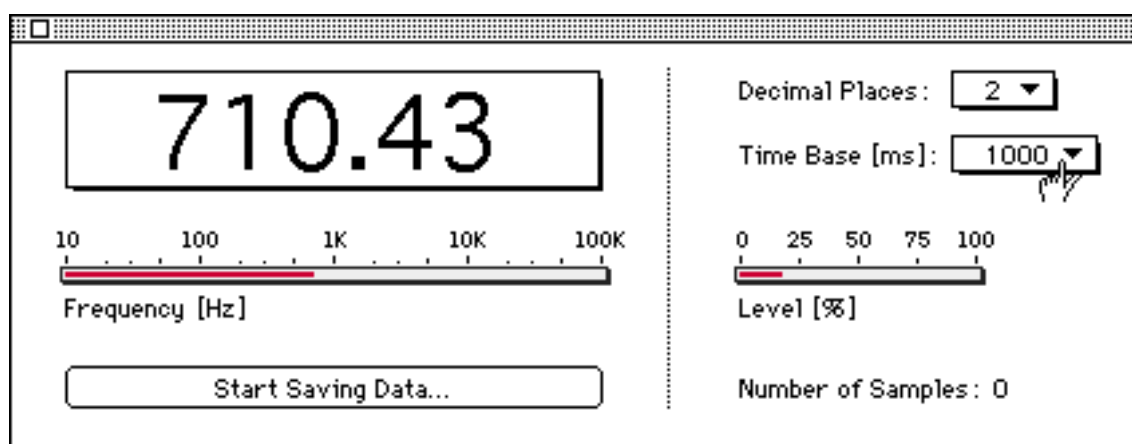 710.43
10 100 1K 10K 100K
Frequency [Hz]
Start Saving Data...
Decimal Places: 2
Time Base [ms]: 1000
0 25 50 75 100
Level [%]
Number of Samples: 0